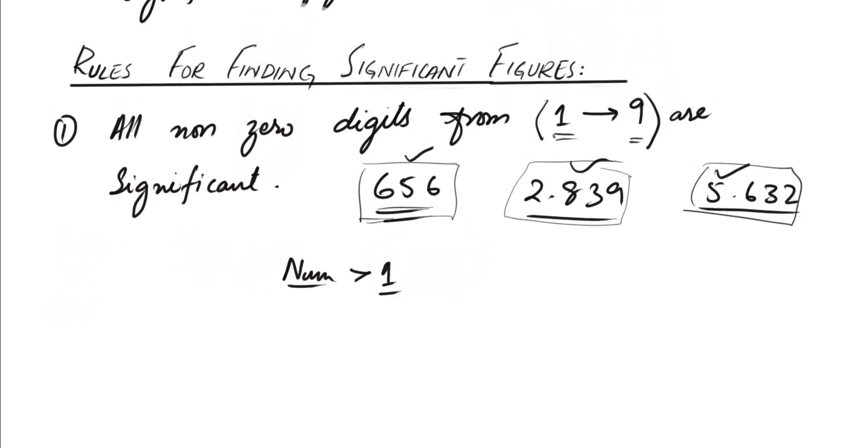 RULES FOR FINDING SIGNIFICANT FIGURES:
① All non zero digits from (1 → 9) are
Significant. 656 2.839 5.632
Num > 1